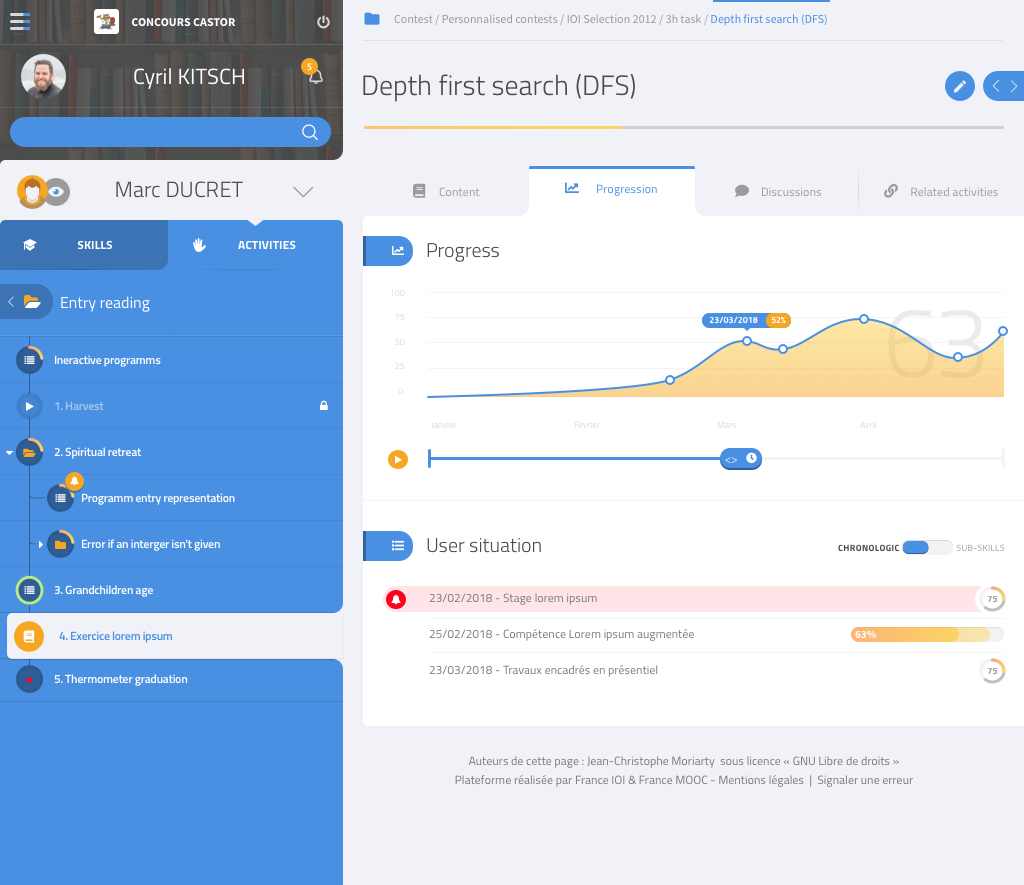 CONCOURS CASTOR
Cyril KITSCH
5
Marc DUCRET
SKILLS
ACTIVITIES
Entry reading
Ineractive programms
1. Harvest
2. Spiritual retreat
Programm entry representation
Error if an interger isn't given
3. Grandchildren age
4. Exercice lorem ipsum
5. Thermometer graduation
Contest / Personnalised contests / IOI Selection 2012 / 3h task / Depth first search (DFS)
Depth first search (DFS)
Content
Progression
Discussions
Related activities
Progress
100
75
50
25
0
23/03/2018 52%
63
Janvier
Février
Mars
Avril
<>
User situation
CHRONOLOGIC
SUB-SKILLS
23/02/2018 - Stage lorem ipsum
75
25/02/2018 - Compétence Lorem ipsum augmentée
63%
23/03/2018 - Travaux encadrés en présentiel
75
Auteurs de cette page : Jean-Christophe Moriarty sous licence « GNU Libre de droits »
Plateforme réalisée par France IOI & France MOOC - Mentions légales | Signaler une erreur